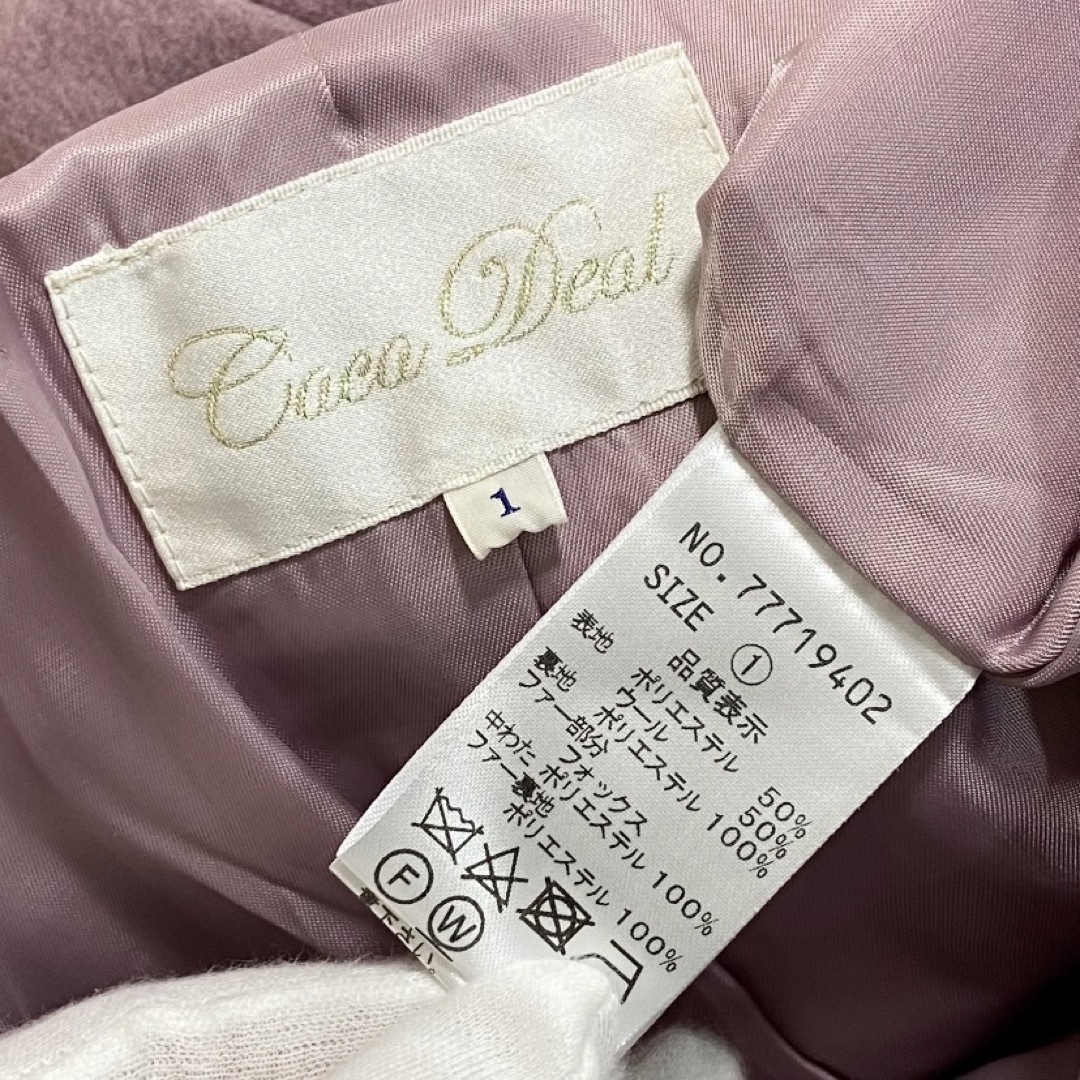 Coco Deal
1
NO. 77719402
SIZE ①
品質表示
表地 ポリエステル 50%
ウール 50%
裏地 ポリエステル 100%
ファー部分 フォックス
中わた ポリエステル 100%
ファー裏地
ポリエステル 100%
F W
下さい。